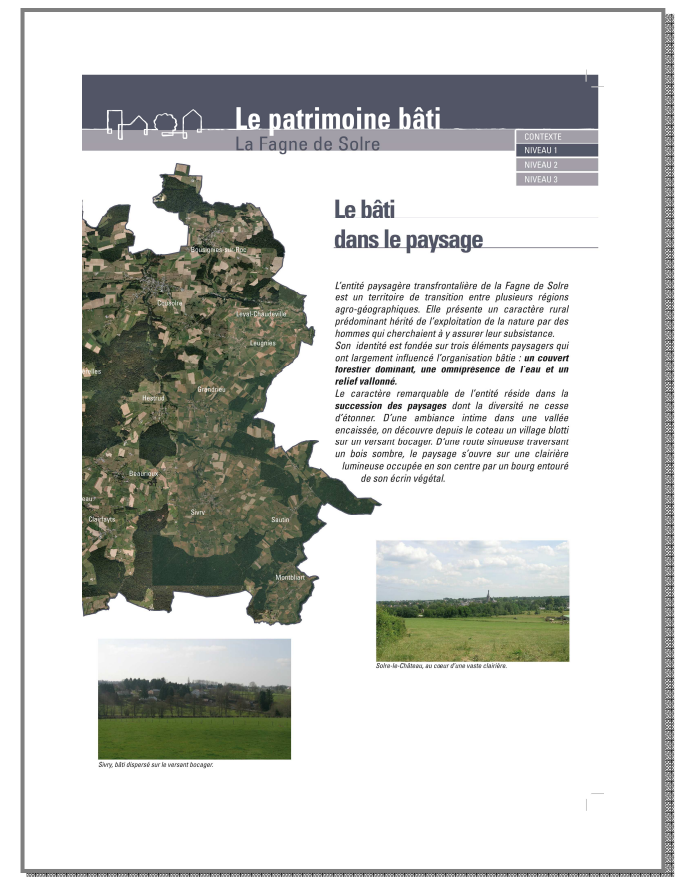 Le patrimoine bâti
La Fagne de Solre
CONTEXTE
NIVEAU 1
NIVEAU 2
NIVEAU 3
Le bâti
dans le paysage
L'entité paysagère transfrontalière de la Fagne de Solre
est un territoire de transition entre plusieurs régions
agro-géographiques. Elle présente un caractère rural
prédominant hérité de l'exploitation de la nature par des
hommes qui cherchaient à y assurer leur subsistance.
Son identité est fondée sur trois éléments paysagers qui
ont largement influencé l'organisation bâtie : un couvert
forestier dominant, une omniprésence de l'eau et un
relief vallonné.
Le caractère remarquable de l'entité réside dans la
succession des paysages dont la diversité ne cesse
d'étonner. D'une ambiance intime dans une vallée
encaissée, on découvre depuis le coteau un village blotti
sur un versant bocager. D'une route sinueuse traversant
un bois sombre, le paysage s'ouvre sur une clairière
lumineuse occupée en son centre par un bourg entouré
de son écrin végétal.
Bousignies-sur-Roc
Cousolre
Leval-Chaudeville
Leugnies
Grandrieu
Hestrud
Beaurieux
Clairfayts
Sivry
Sautin
Montbliart
Solre-le-Château, au cœur d'une vaste clairière.
Sivry, bâti dispersé sur le versant bocager.